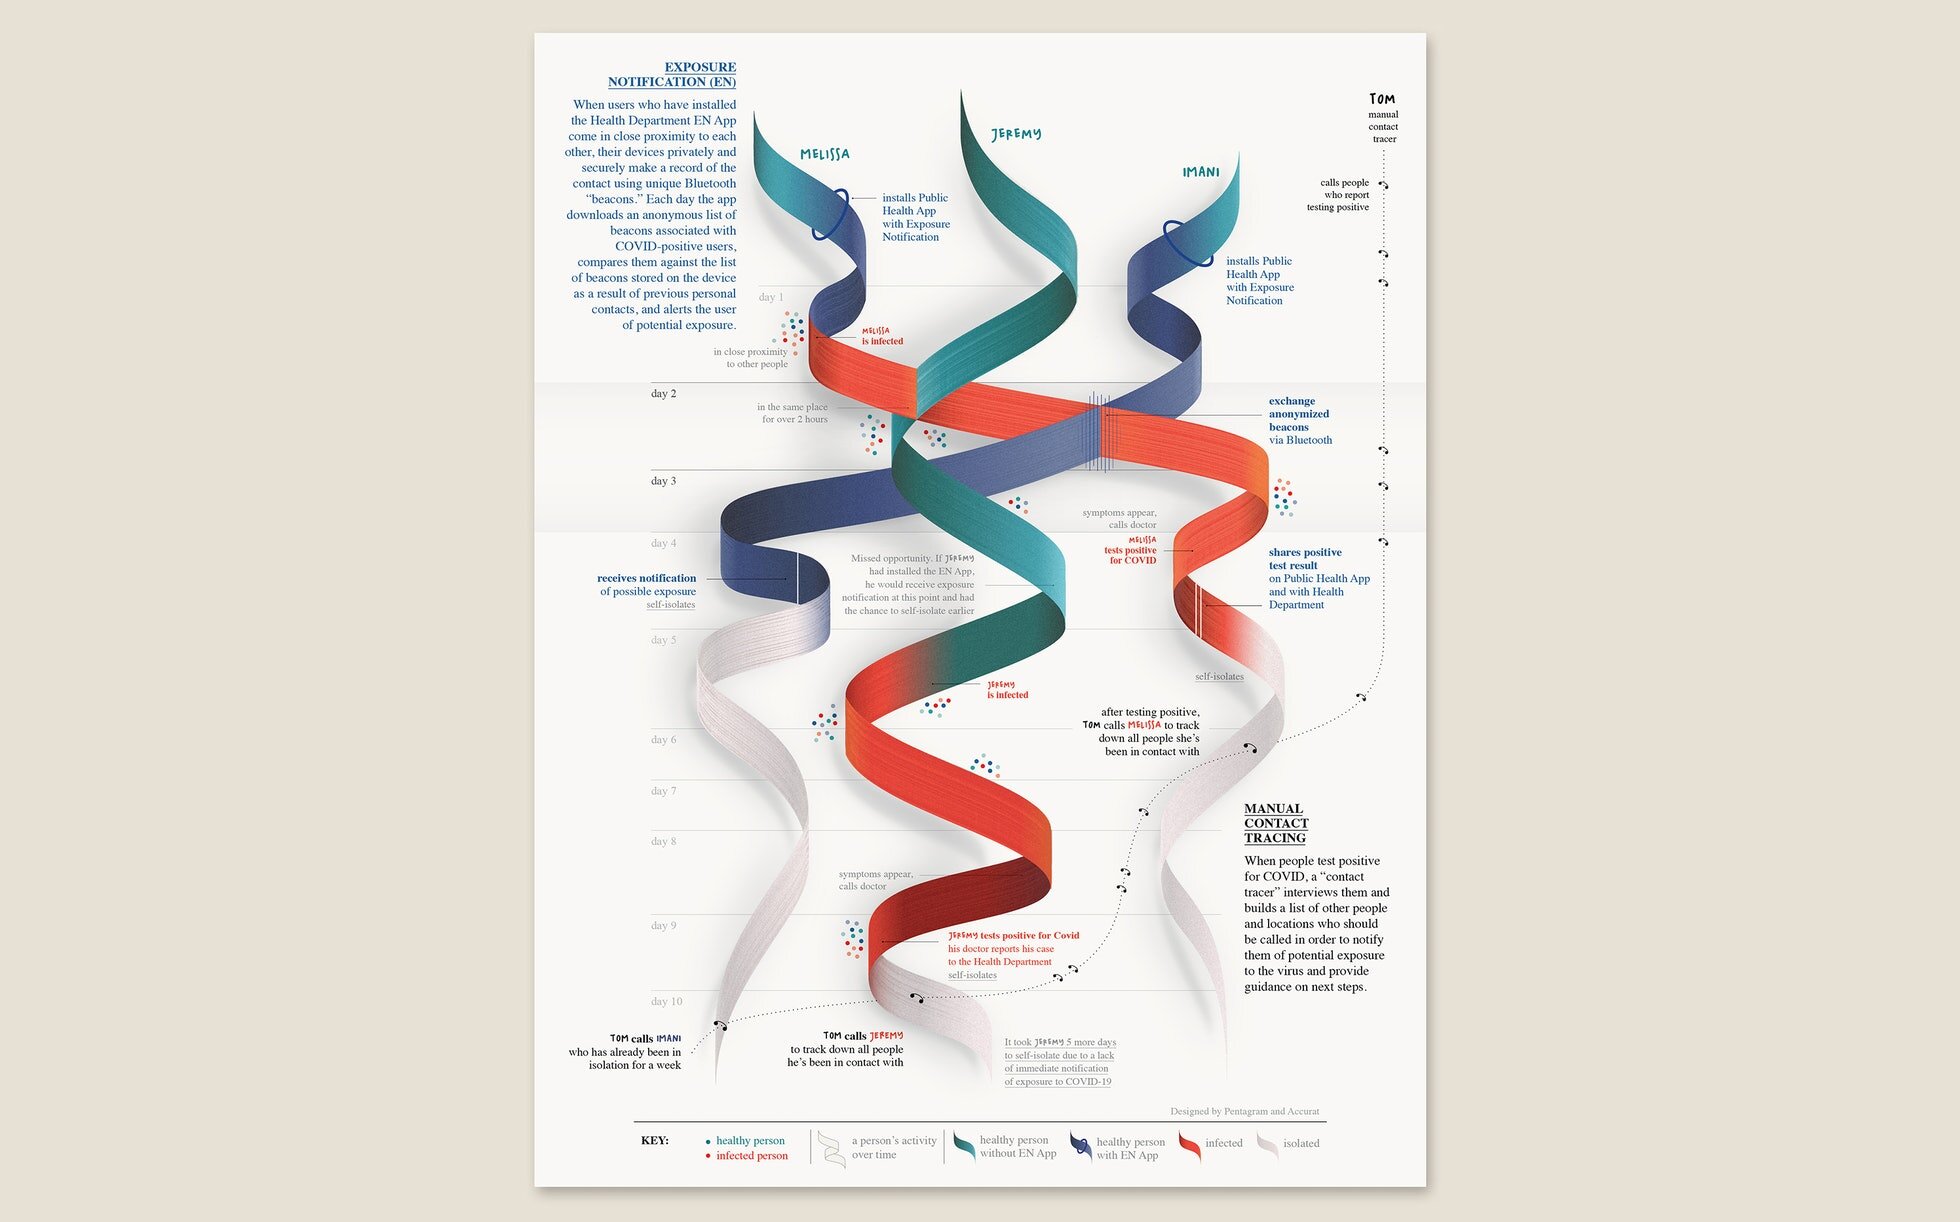 EXPOSURE
NOTIFICATION (EN)
When users who have installed
the Health Department EN App
come in close proximity to each
other, their devices privately and
securely make a record of the
contact using unique Bluetooth
“beacons.” Each day the app
downloads an anonymous list of
beacons associated with
COVID-positive users,
compares them against the list
of beacons stored on the device
as a result of previous personal
contacts, and alerts the user
of potential exposure.
MELISSA
JEREMY
IMANI
TOM
manual
contact
tracer
calls people
who report
testing positive
installs Public
Health App
with Exposure
Notification
installs Public
Health App
with Exposure
Notification
day 1
MELISSA
is infected
in close proximity
to other people
day 2
in the same place
for over 2 hours
exchange
anonymized
beacons
via Bluetooth
day 3
symptoms appear,
calls doctor
MELISSA
tests positive
for COVID
day 4
shares positive
test result
on Public Health App
and with Health
Department
Missed opportunity. If JEREMY
had installed the EN App,
he would receive exposure
notification at this point and had
the chance to self-isolate earlier
receives notification
of possible exposure
self-isolates
day 5
self-isolates
JEREMY
is infected
after testing positive,
TOM calls MELISSA to track
down all people she’s
been in contact with
day 6
day 7
day 8
MANUAL
CONTACT
TRACING
When people test positive
for COVID, a “contact
tracer” interviews them and
builds a list of other people
and locations who should
be called in order to notify
them of potential exposure
to the virus and provide
guidance on next steps.
symptoms appear,
calls doctor
day 9
JEREMY tests positive for Covid
his doctor reports his case
to the Health Department
self-isolates
day 10
TOM calls IMANI
who has already been in
isolation for a week
TOM calls JEREMY
to track down all people
he’s been in contact with
It took JEREMY 5 more days
to self-isolate due to a lack
of immediate notification
of exposure to COVID-19
Designed by Pentagram and Accurat
KEY:
healthy person
infected person
a person’s activity
over time
healthy person
without EN App
healthy person
with EN App
infected
isolated